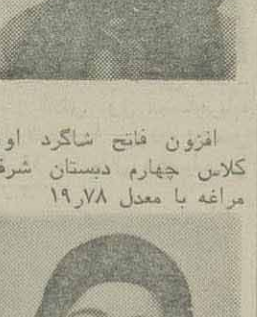 افزون فاتح شاگرد او
کلاس چهارم دبستان شرف
مراغه با معدل ۱۹٫۷۸